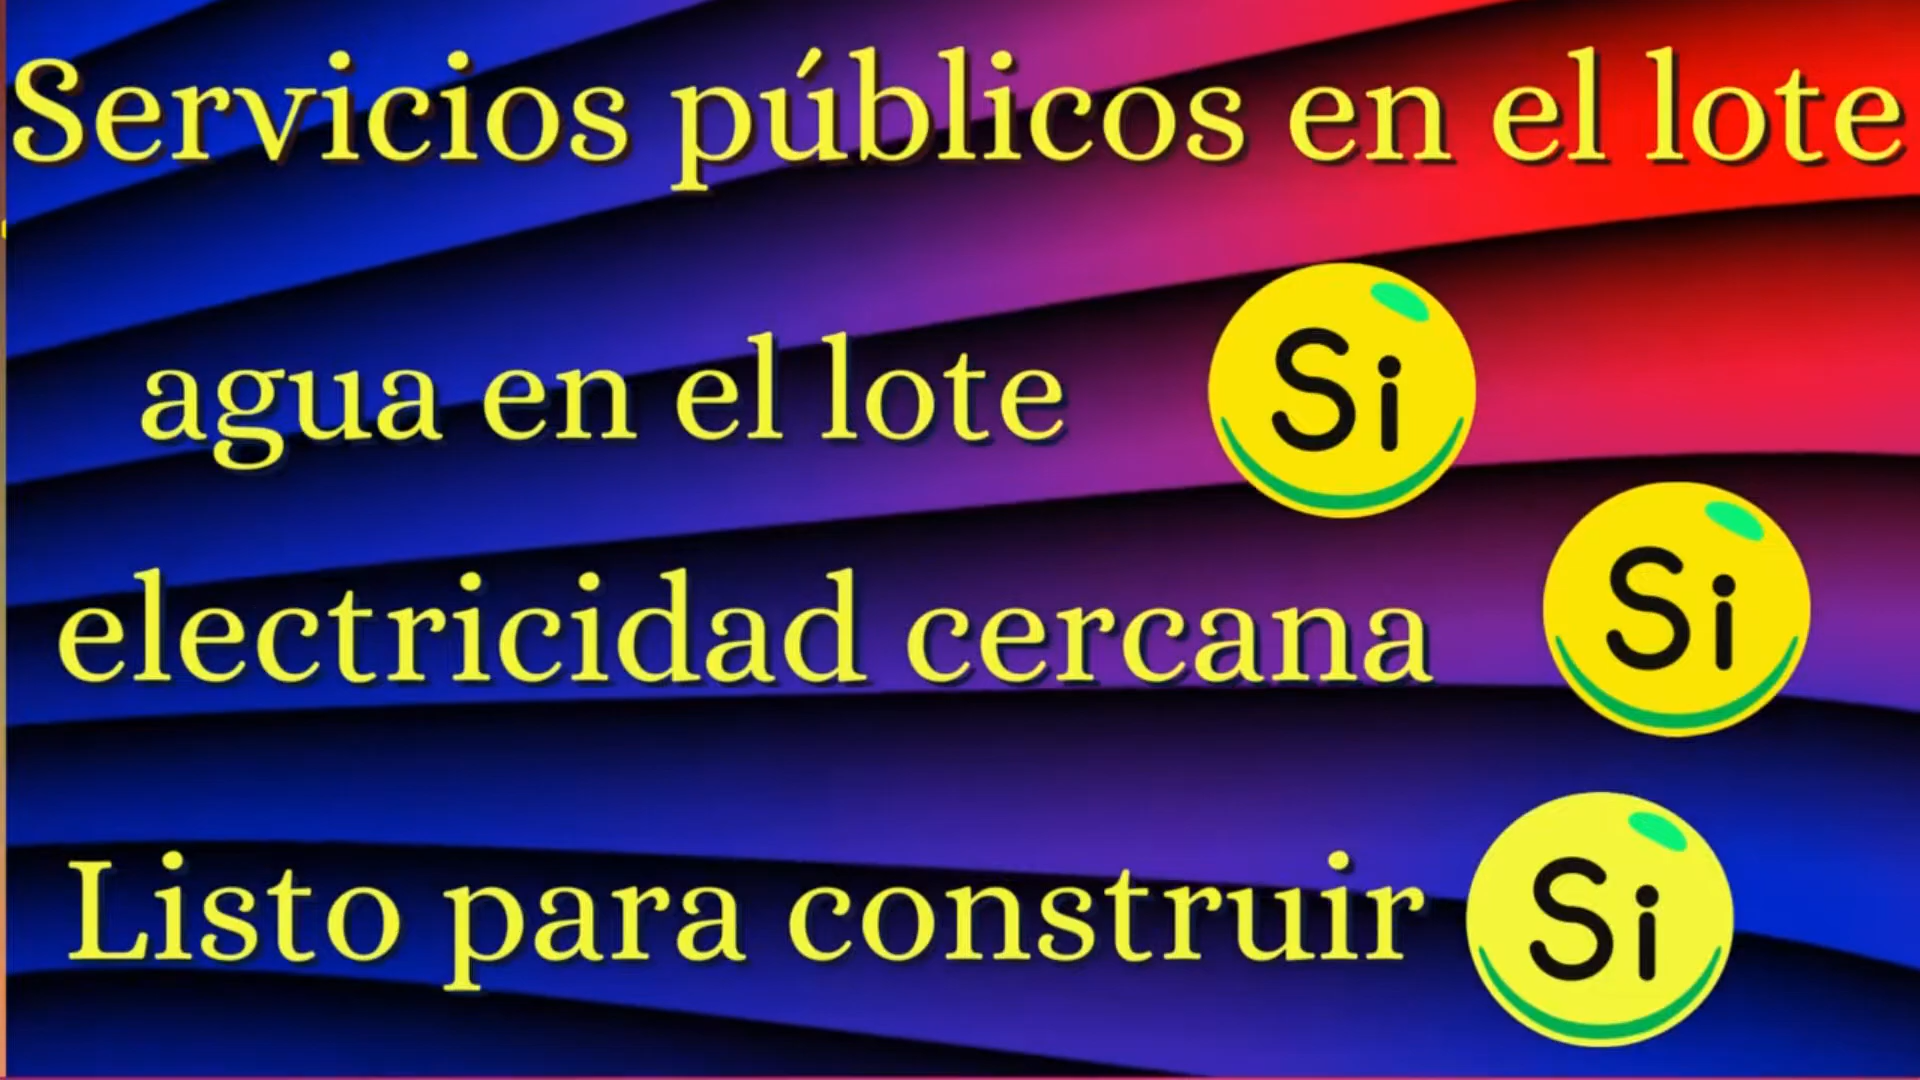 Servicios públicos en el lote
agua en el lote Si
electricidad cercana Si
Listo para construir Si